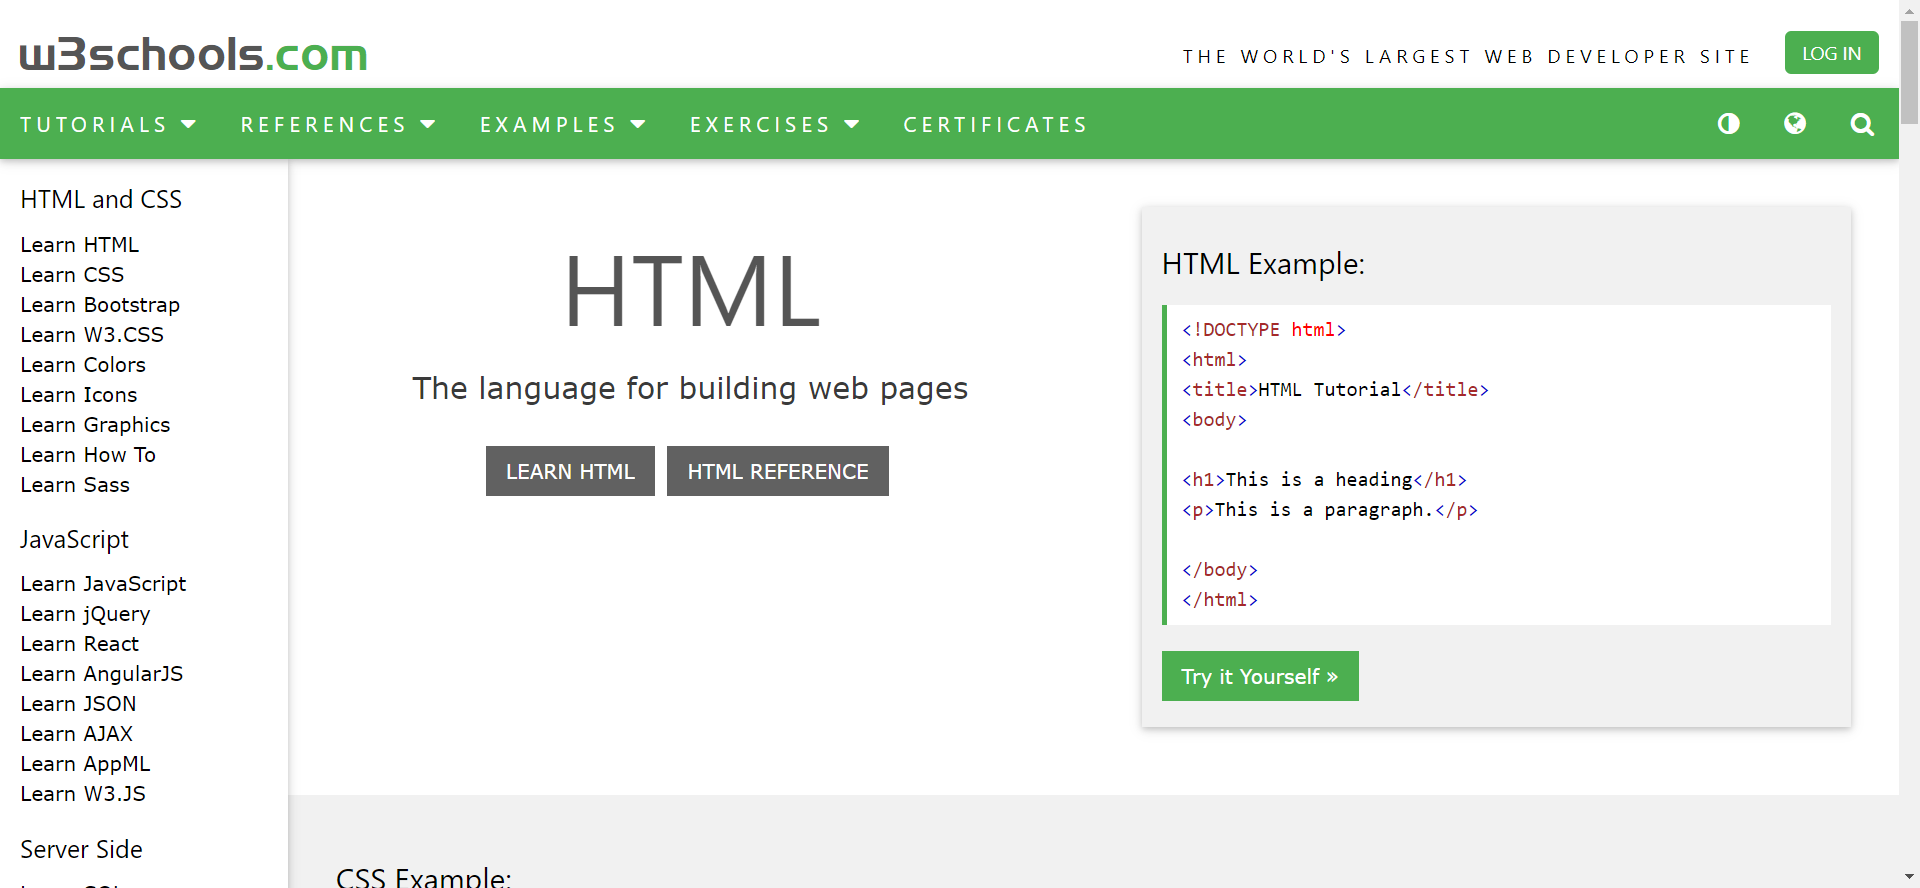 w3schools.com
THE WORLD'S LARGEST WEB DEVELOPER SITE
LOG IN
TUTORIALS REFERENCES EXAMPLES EXERCISES CERTIFICATES
HTML and CSS
Learn HTML
Learn CSS
Learn Bootstrap
Learn W3.CSS
Learn Colors
Learn Icons
Learn Graphics
Learn How To
Learn Sass
JavaScript
Learn JavaScript
Learn jQuery
Learn React
Learn AngularJS
Learn JSON
Learn AJAX
Learn AppML
Learn W3.JS
Server Side
HTML
The language for building web pages
LEARN HTML
HTML REFERENCE
HTML Example:
<!DOCTYPE html>
<html>
<title>HTML Tutorial</title>
<body>
<h1>This is a heading</h1>
<p>This is a paragraph.</p>
</body>
</html>
Try it Yourself »
CSS Example: